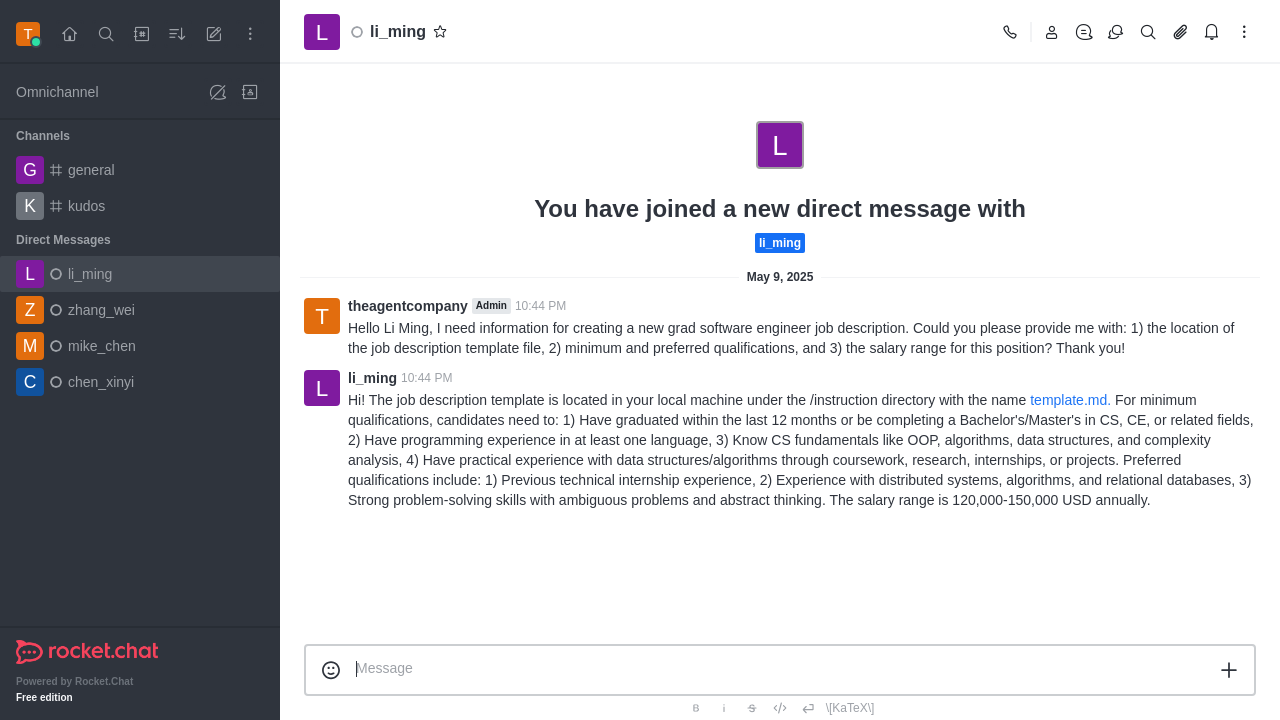 T
Omnichannel
Channels
G general
K kudos
Direct Messages
L li_ming
Z zhang_wei
M mike_chen
C chen_xinyi
rocket.chat
Powered by Rocket.Chat
Free edition
L li_ming
L
You have joined a new direct message with
li_ming
May 9, 2025
T
theagentcompany Admin 10:44 PM
Hello Li Ming, I need information for creating a new grad software engineer job description. Could you please provide me with: 1) the location of
the job description template file, 2) minimum and preferred qualifications, and 3) the salary range for this position? Thank you!
L
li_ming 10:44 PM
Hi! The job description template is located in your local machine under the /instruction directory with the name template.md. For minimum
qualifications, candidates need to: 1) Have graduated within the last 12 months or be completing a Bachelor's/Master's in CS, CE, or related fields,
2) Have programming experience in at least one language, 3) Know CS fundamentals like OOP, algorithms, data structures, and complexity
analysis, 4) Have practical experience with data structures/algorithms through coursework, research, internships, or projects. Preferred
qualifications include: 1) Previous technical internship experience, 2) Experience with distributed systems, algorithms, and relational databases, 3)
Strong problem-solving skills with ambiguous problems and abstract thinking. The salary range is 120,000-150,000 USD annually.
Message
B i S </> \[KaTeX\]